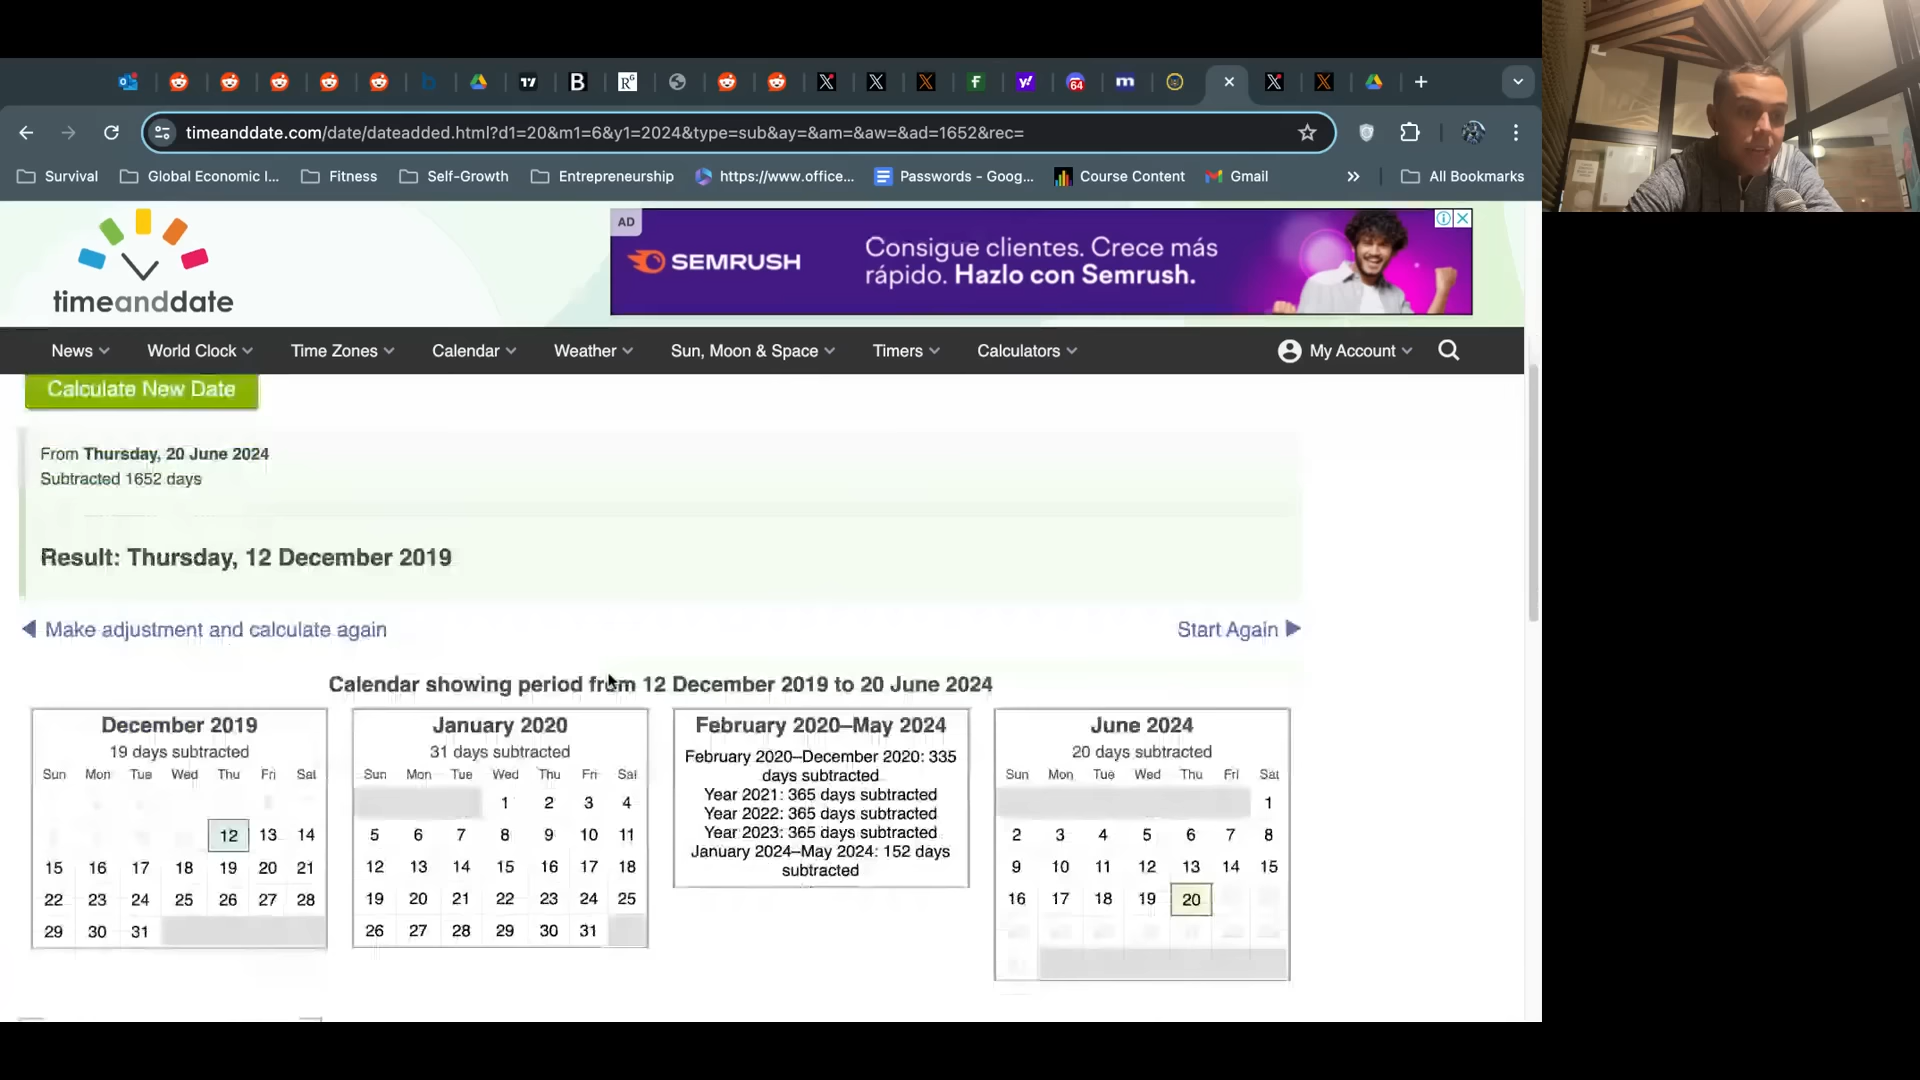 timeanddate.com/date/dateadded.html?d1=20&m1=6&y1=2024&type=sub&ay=&am=&aw=&ad=1652&rec=
Survival Global Economic I... Fitness Self-Growth Entrepreneurship https://www.office... Passwords - Goog... Course Content Gmail » All Bookmarks
timeanddate
AD
SEMRUSH
Consigue clientes. Crece más
rápido. Hazlo con Semrush.
News World Clock Time Zones Calendar Weather Sun, Moon & Space Timers Calculators My Account
Calculate New Date
From Thursday, 20 June 2024
Subtracted 1652 days
Result: Thursday, 12 December 2019
Make adjustment and calculate again
Start Again
Calendar showing period from 12 December 2019 to 20 June 2024
December 2019
19 days subtracted
Sun Mon Tue Wed Thu Fri Sat
12 13 14
15 16 17 18 19 20 21
22 23 24 25 26 27 28
29 30 31
January 2020
31 days subtracted
Sun Mon Tue Wed Thu Fri Sat
1 2 3 4
5 6 7 8 9 10 11
12 13 14 15 16 17 18
19 20 21 22 23 24 25
26 27 28 29 30 31
February 2020–May 2024
February 2020–December 2020: 335
days subtracted
Year 2021: 365 days subtracted
Year 2022: 365 days subtracted
Year 2023: 365 days subtracted
January 2024–May 2024: 152 days
subtracted
June 2024
20 days subtracted
Sun Mon Tue Wed Thu Fri Sat
1
2 3 4 5 6 7 8
9 10 11 12 13 14 15
16 17 18 19 20